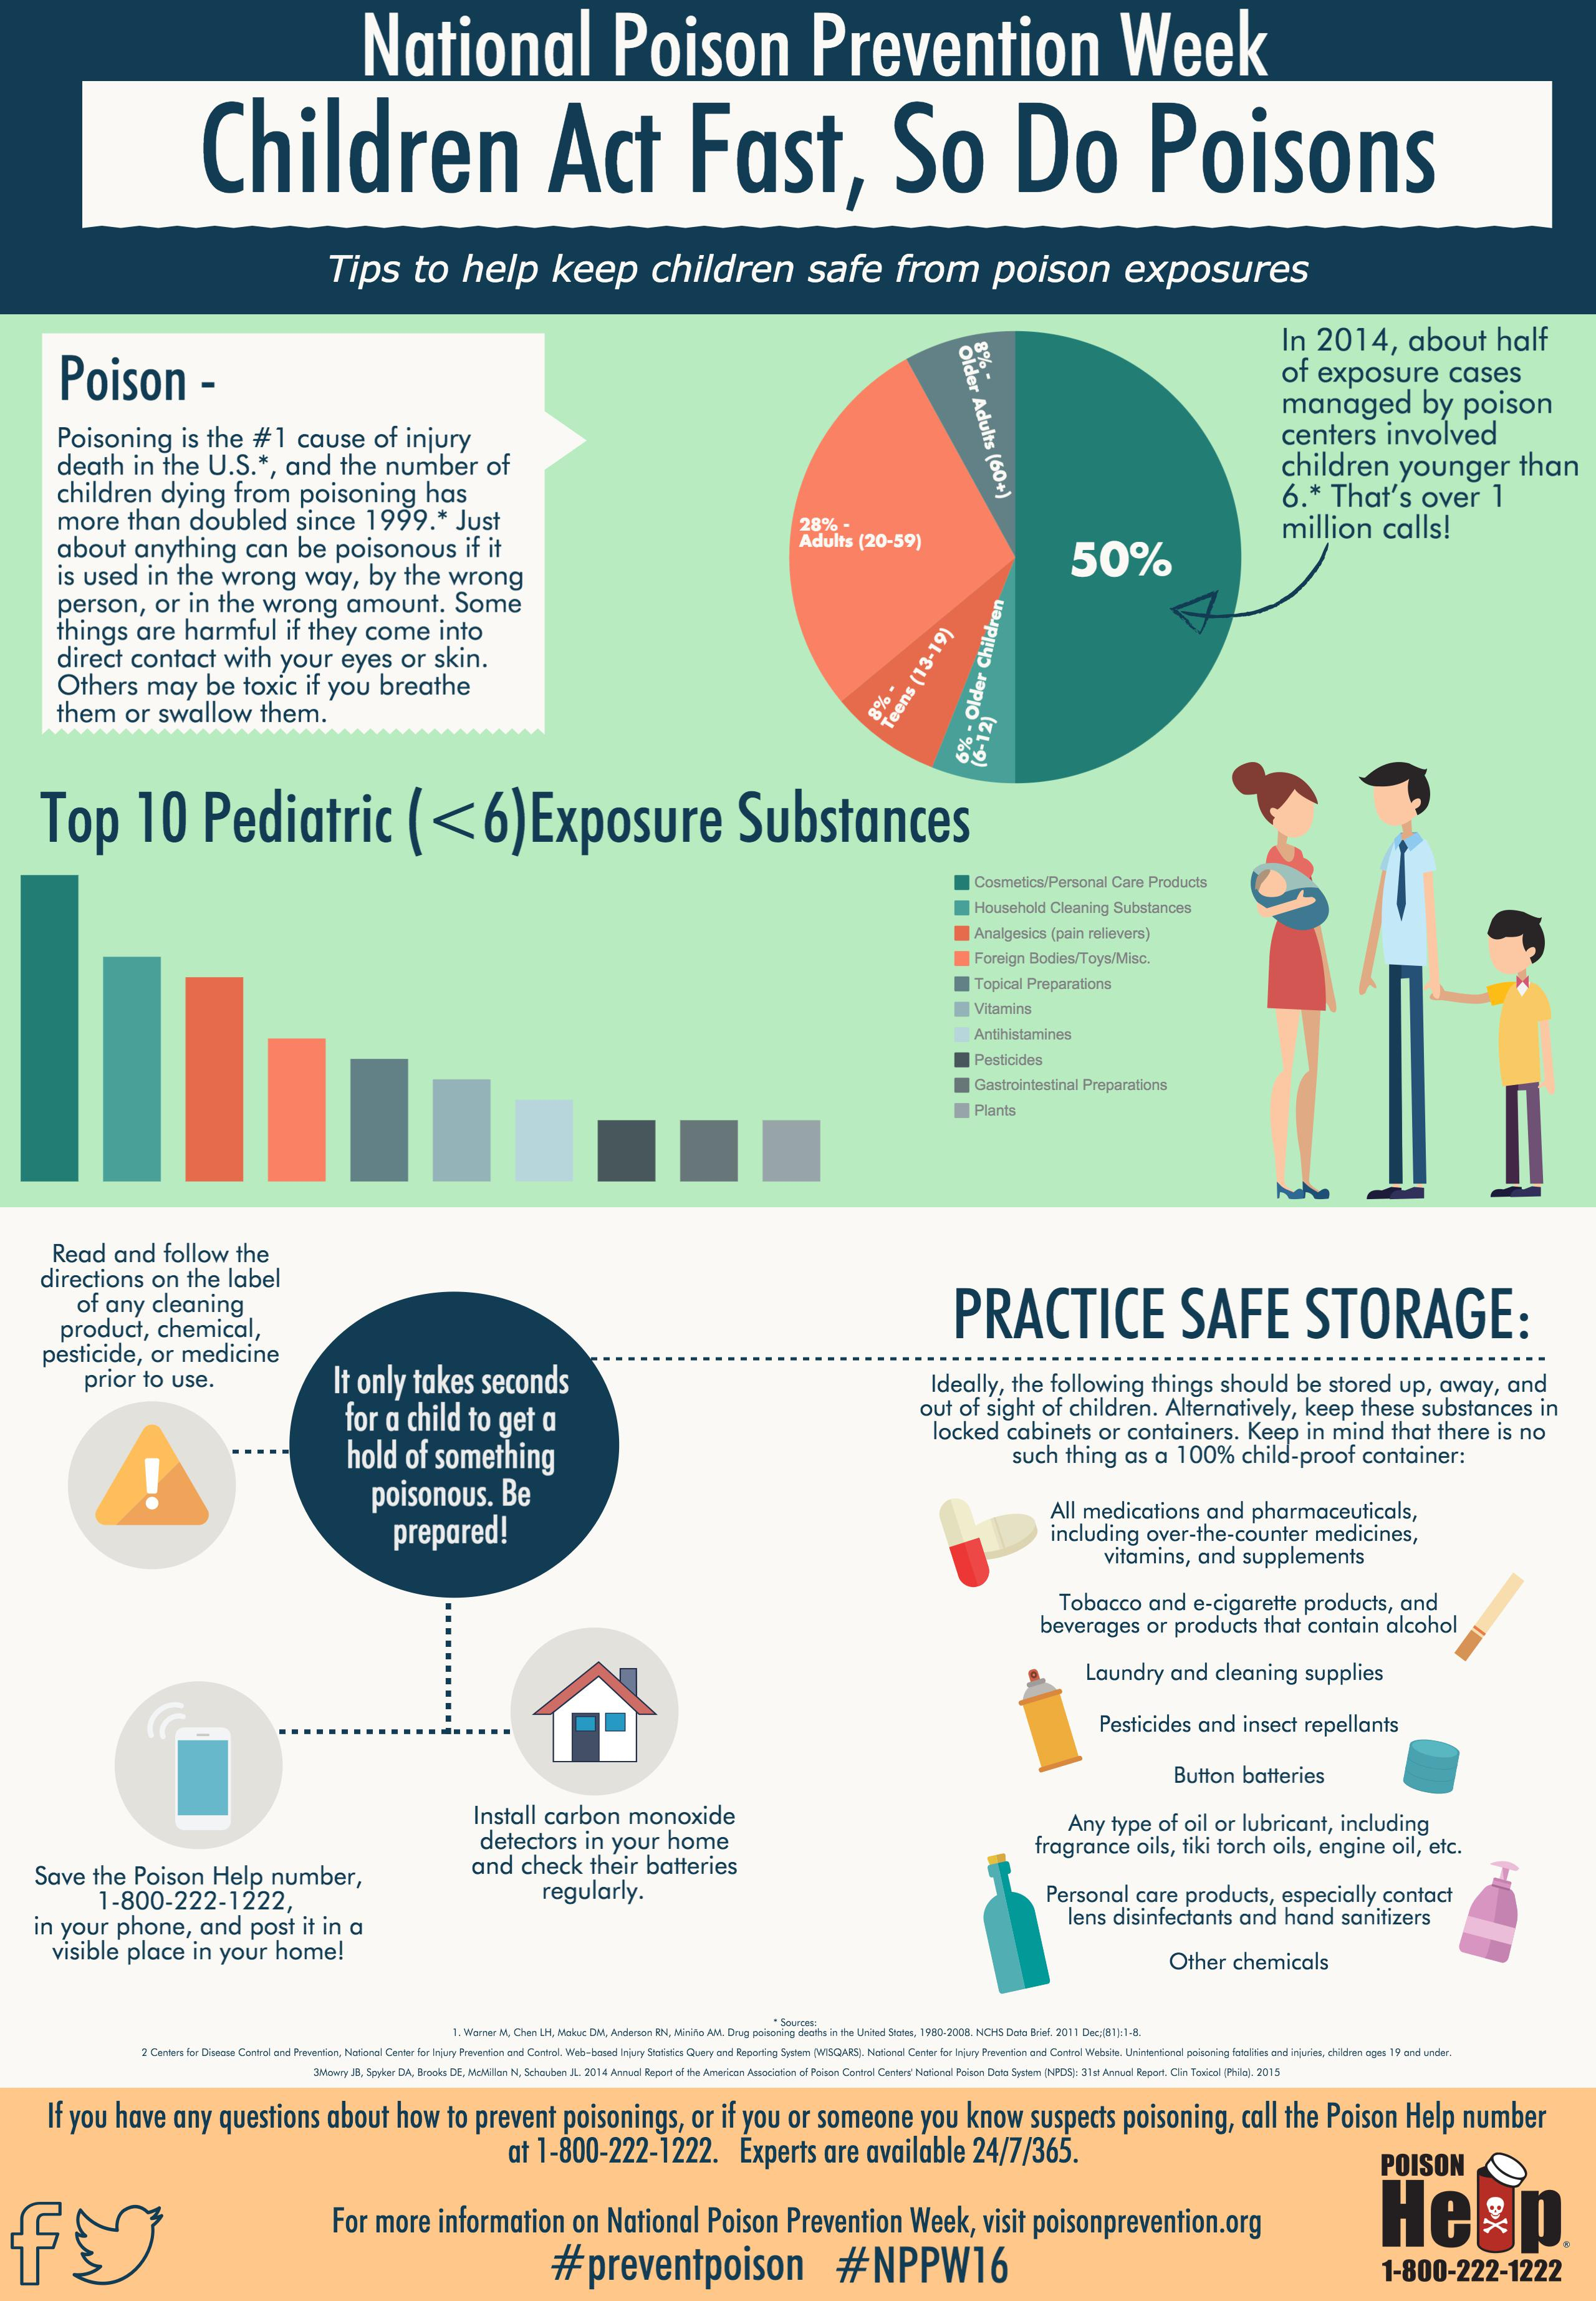 National Poison Prevention Week
Children Act Fast, So Do Poisons
Tips to help keep children safe from poison exposures
Poison -
Poisoning is the #1 cause of injury
death in the U.S.*, and the number of
children dying from poisoning has
more than doubled since 1999.* Just
about anything can be poisonous if it
is used in the wrong way, by the wrong
person, or in the wrong amount. Some
things are harmful if they come into
direct contact with your eyes or skin.
Others may be toxic if you breathe
them or swallow them.
8% -
Older Adults (60+)
28% -
Adults (20-59)
8% -
Teens (13-19)
6% - Older Children
(6-12)
50%
In 2014, about half
of exposure cases
managed by poison
centers involved
children younger than
6.* That's over 1
million calls!
Top 10 Pediatric (<6)Exposure Substances
Cosmetics/Personal Care Products
Household Cleaning Substances
Analgesics (pain relievers)
Foreign Bodies/Toys/Misc.
Topical Preparations
Vitamins
Antihistamines
Pesticides
Gastrointestinal Preparations
Plants
Read and follow the
directions on the label
of any cleaning
product, chemical,
pesticide, or medicine
prior to use.
It only takes seconds
for a child to get a
hold of something
poisonous. Be
prepared!
Save the Poison Help number,
1-800-222-1222,
in your phone, and post it in a
visible place in your home!
Install carbon monoxide
detectors in your home
and check their batteries
regularly.
PRACTICE SAFE STORAGE:
Ideally, the following things should be stored up, away, and
out of sight of children. Alternatively, keep these substances in
locked cabinets or containers. Keep in mind that there is no
such thing as a 100% child-proof container:
All medications and pharmaceuticals,
including over-the-counter medicines,
vitamins, and supplements
Tobacco and e-cigarette products, and
beverages or products that contain alcohol
Laundry and cleaning supplies
Pesticides and insect repellants
Button batteries
Any type of oil or lubricant, including
fragrance oils, tiki torch oils, engine oil, etc.
Personal care products, especially contact
lens disinfectants and hand sanitizers
Other chemicals
* Sources:
1. Warner M, Chen LH, Makuc DM, Anderson RN, Miniño AM. Drug poisoning deaths in the United States, 1980-2008. NCHS Data Brief. 2011 Dec;(81):1-8.
2 Centers for Disease Control and Prevention, National Center for Injury Prevention and Control. Web-based Injury Statistics Query and Reporting System (WISQARS). National Center for Injury Prevention and Control Website. Unintentional poisoning fatalities and injuries, children ages 19 and under.
3Mowry JB, Spyker DA, Brooks DE, McMillan N, Schauben JL. 2014 Annual Report of the American Association of Poison Control Centers' National Poison Data System (NPDS): 31st Annual Report. Clin Toxicol (Phila). 2015
If you have any questions about how to prevent poisonings, or if you or someone you know suspects poisoning, call the Poison Help number
at 1-800-222-1222. Experts are available 24/7/365.
For more information on National Poison Prevention Week, visit poisonprevention.org
#preventpoison #NPPW16
POISON
Help®
1-800-222-1222